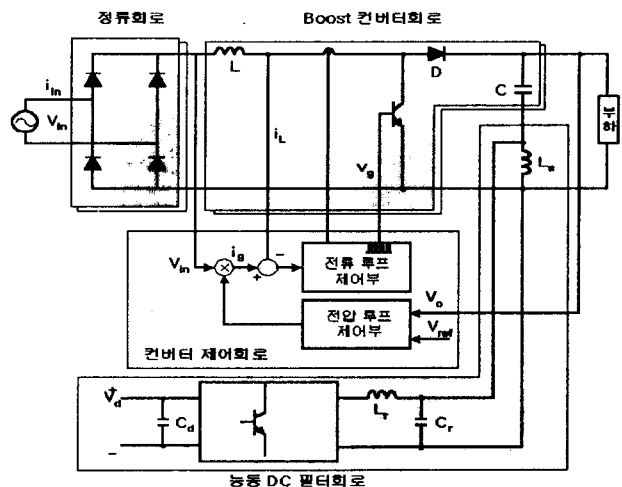 정류회로
Boost 컨버터회로
L
D
C
i_in
V_in
i_L
V_g
L_s
부하
V_in
i_g
×
+
−
전류 루프
제어부
전압 루프
제어부
V_o
V_ref
컨버터 제어회로
+
V_d
−
C_d
L_r
C_r
능동 DC 필터회로